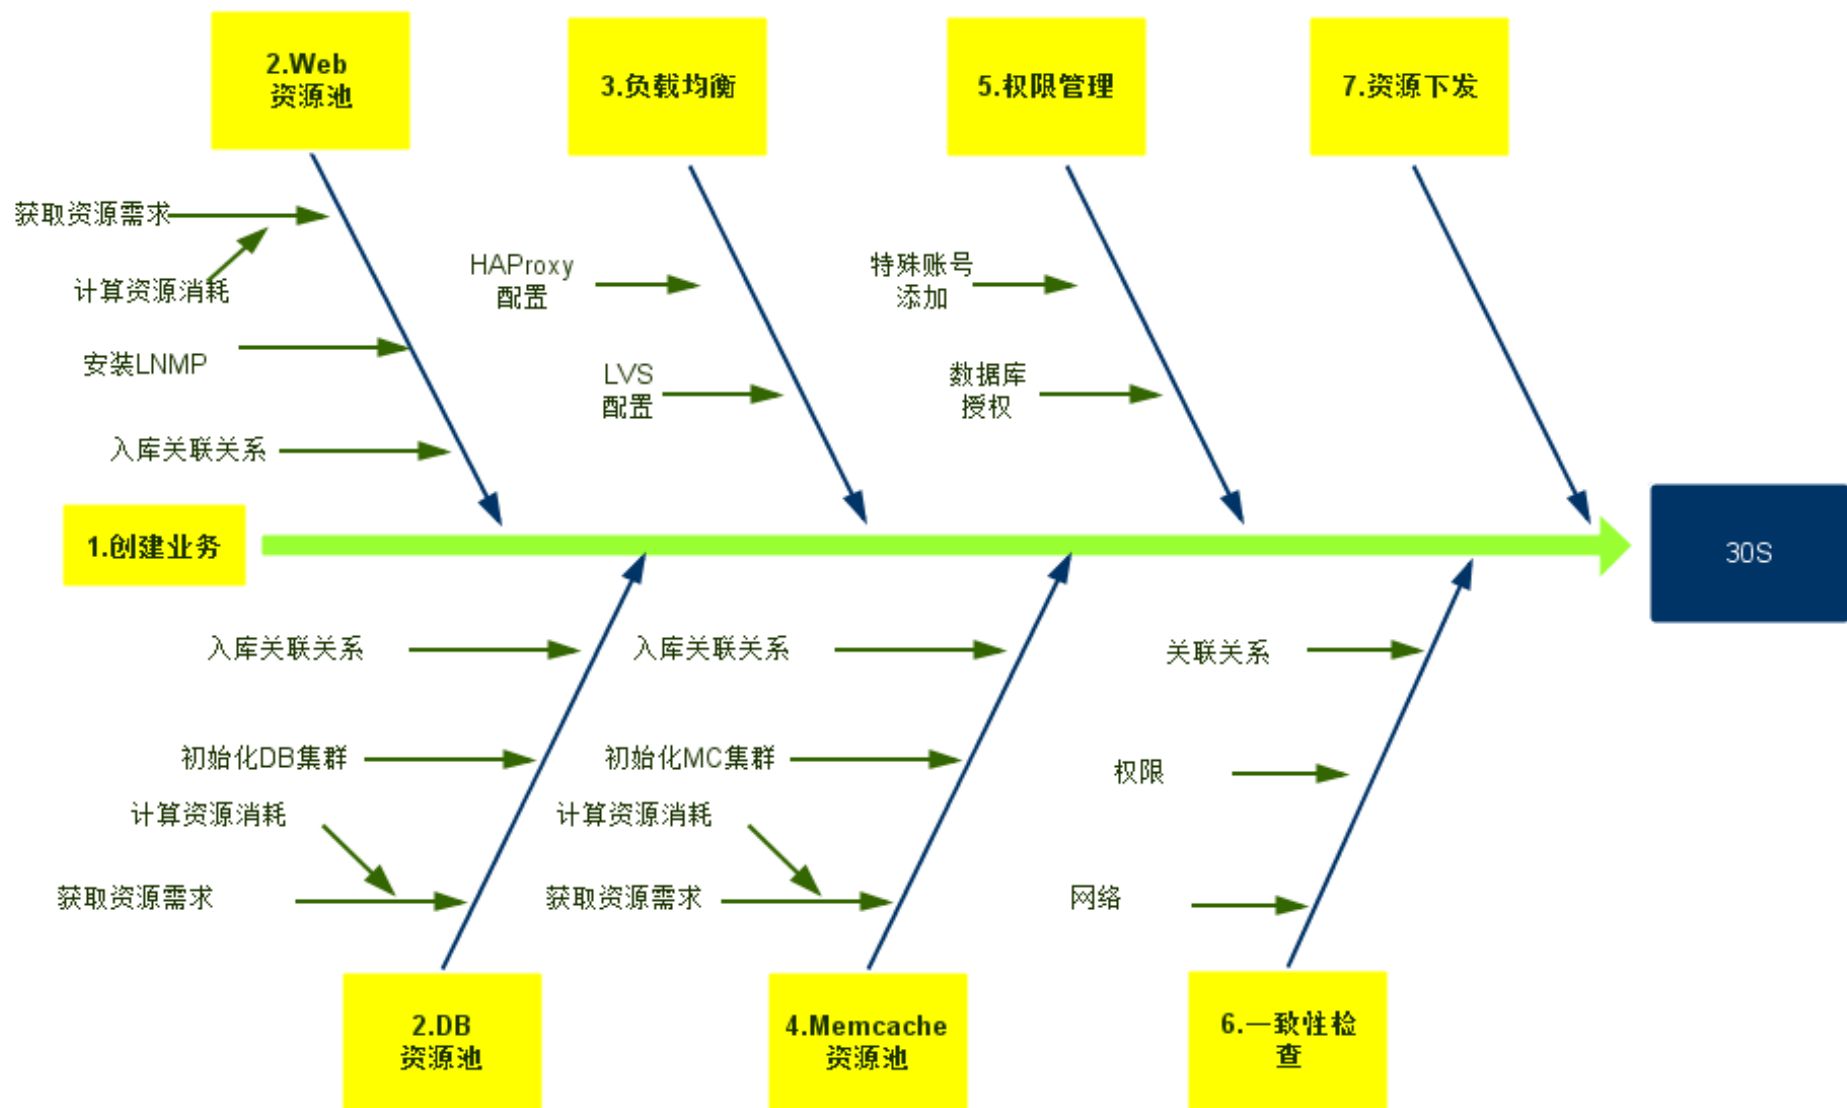 2.Web
资源池
3.负载均衡
5.权限管理
7.资源下发
获取资源需求
计算资源消耗
安装LNMP
入库关联关系
HAProxy
配置
LVS
配置
特殊账号
添加
数据库
授权
1.创建业务
30S
入库关联关系
初始化DB集群
计算资源消耗
获取资源需求
入库关联关系
初始化MC集群
计算资源消耗
获取资源需求
关联关系
权限
网络
2.DB
资源池
4.Memcache
资源池
6.一致性检
查